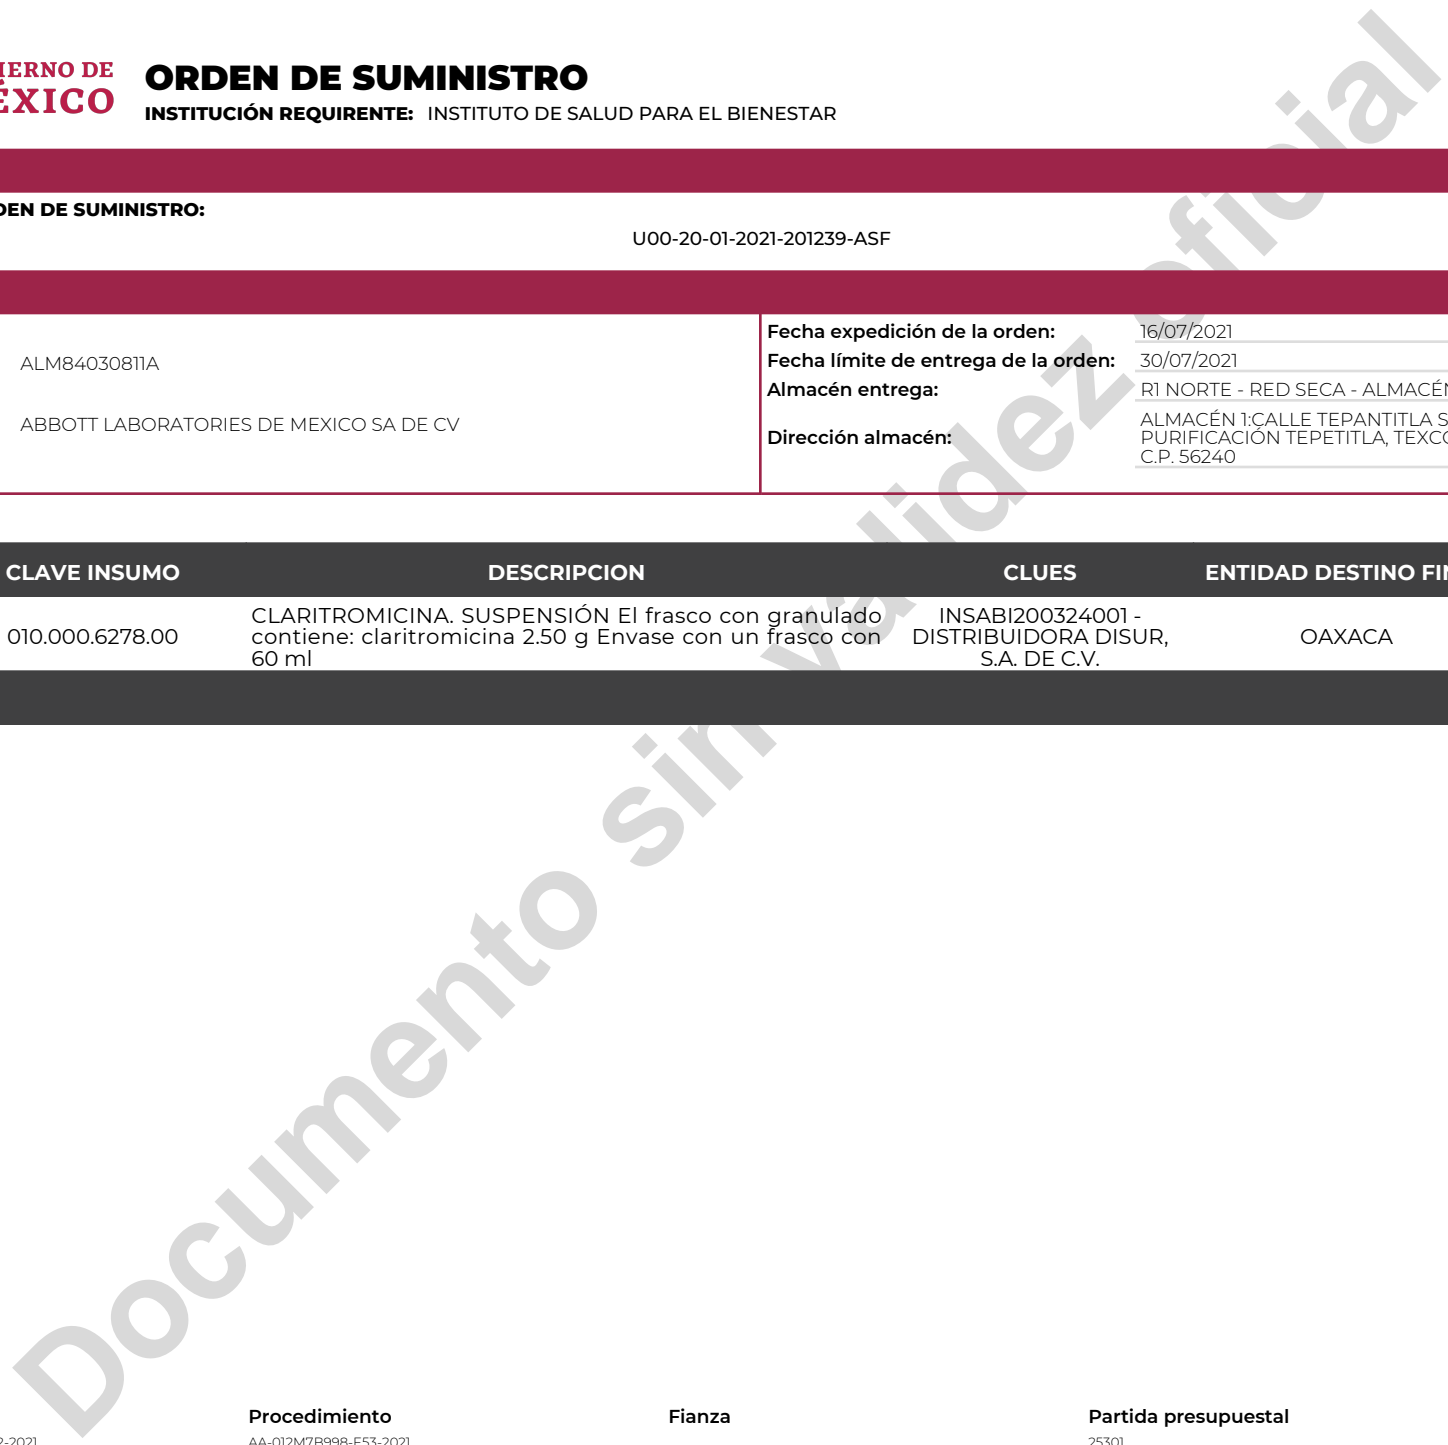 IERNO DE
ÉXICO
ORDEN DE SUMINISTRO
INSTITUCIÓN REQUIRENTE: INSTITUTO DE SALUD PARA EL BIENESTAR
DEN DE SUMINISTRO:
U00-20-01-2021-201239-ASF
ALM84030811A
ABBOTT LABORATORIES DE MEXICO SA DE CV
Fecha expedición de la orden: 16/07/2021
Fecha límite de entrega de la orden: 30/07/2021
Almacén entrega: R1 NORTE - RED SECA - ALMACÉN
Dirección almacén:
ALMACÉN 1:CALLE TEPANTITLA S
PURIFICACIÓN TEPETITLA, TEXCO
C.P. 56240
CLAVE INSUMO DESCRIPCION CLUES ENTIDAD DESTINO FIN
010.000.6278.00
CLARITROMICINA. SUSPENSIÓN El frasco con granulado
contiene: claritromicina 2.50 g Envase con un frasco con
60 ml
INSABI200324001 -
DISTRIBUIDORA DISUR,
S.A. DE C.V.
OAXACA
Documento sin validez oficial
Procedimiento Fianza Partida presupuestal
2-2021 AA-012M7B998-E53-2021 25301